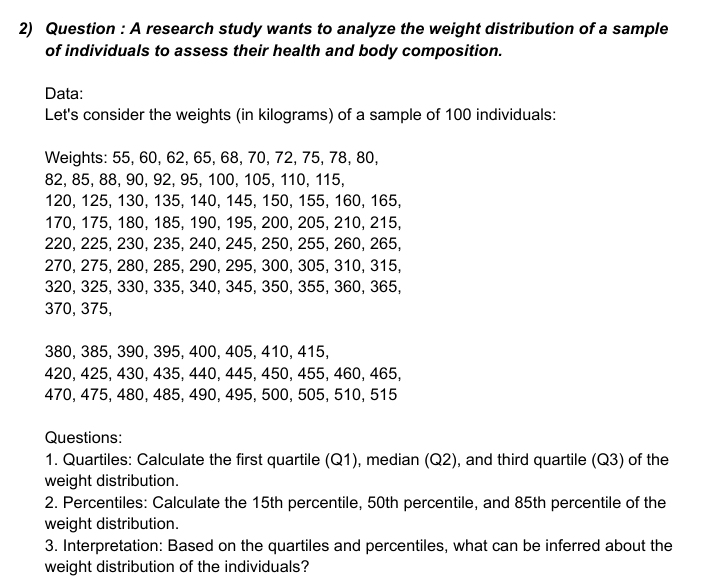 2) Question : A research study wants to analyze the weight distribution of a sample
of individuals to assess their health and body composition.
Data:
Let's consider the weights (in kilograms) of a sample of 100 individuals:
Weights: 55, 60, 62, 65, 68, 70, 72, 75, 78, 80,
82, 85, 88, 90, 92, 95, 100, 105, 110, 115,
120, 125, 130, 135, 140, 145, 150, 155, 160, 165,
170, 175, 180, 185, 190, 195, 200, 205, 210, 215,
220, 225, 230, 235, 240, 245, 250, 255, 260, 265,
270, 275, 280, 285, 290, 295, 300, 305, 310, 315,
320, 325, 330, 335, 340, 345, 350, 355, 360, 365,
370, 375,
380, 385, 390, 395, 400, 405, 410, 415,
420, 425, 430, 435, 440, 445, 450, 455, 460, 465,
470, 475, 480, 485, 490, 495, 500, 505, 510, 515
Questions:
1. Quartiles: Calculate the first quartile (Q1), median (Q2), and third quartile (Q3) of the
weight distribution.
2. Percentiles: Calculate the 15th percentile, 50th percentile, and 85th percentile of the
weight distribution.
3. Interpretation: Based on the quartiles and percentiles, what can be inferred about the
weight distribution of the individuals?